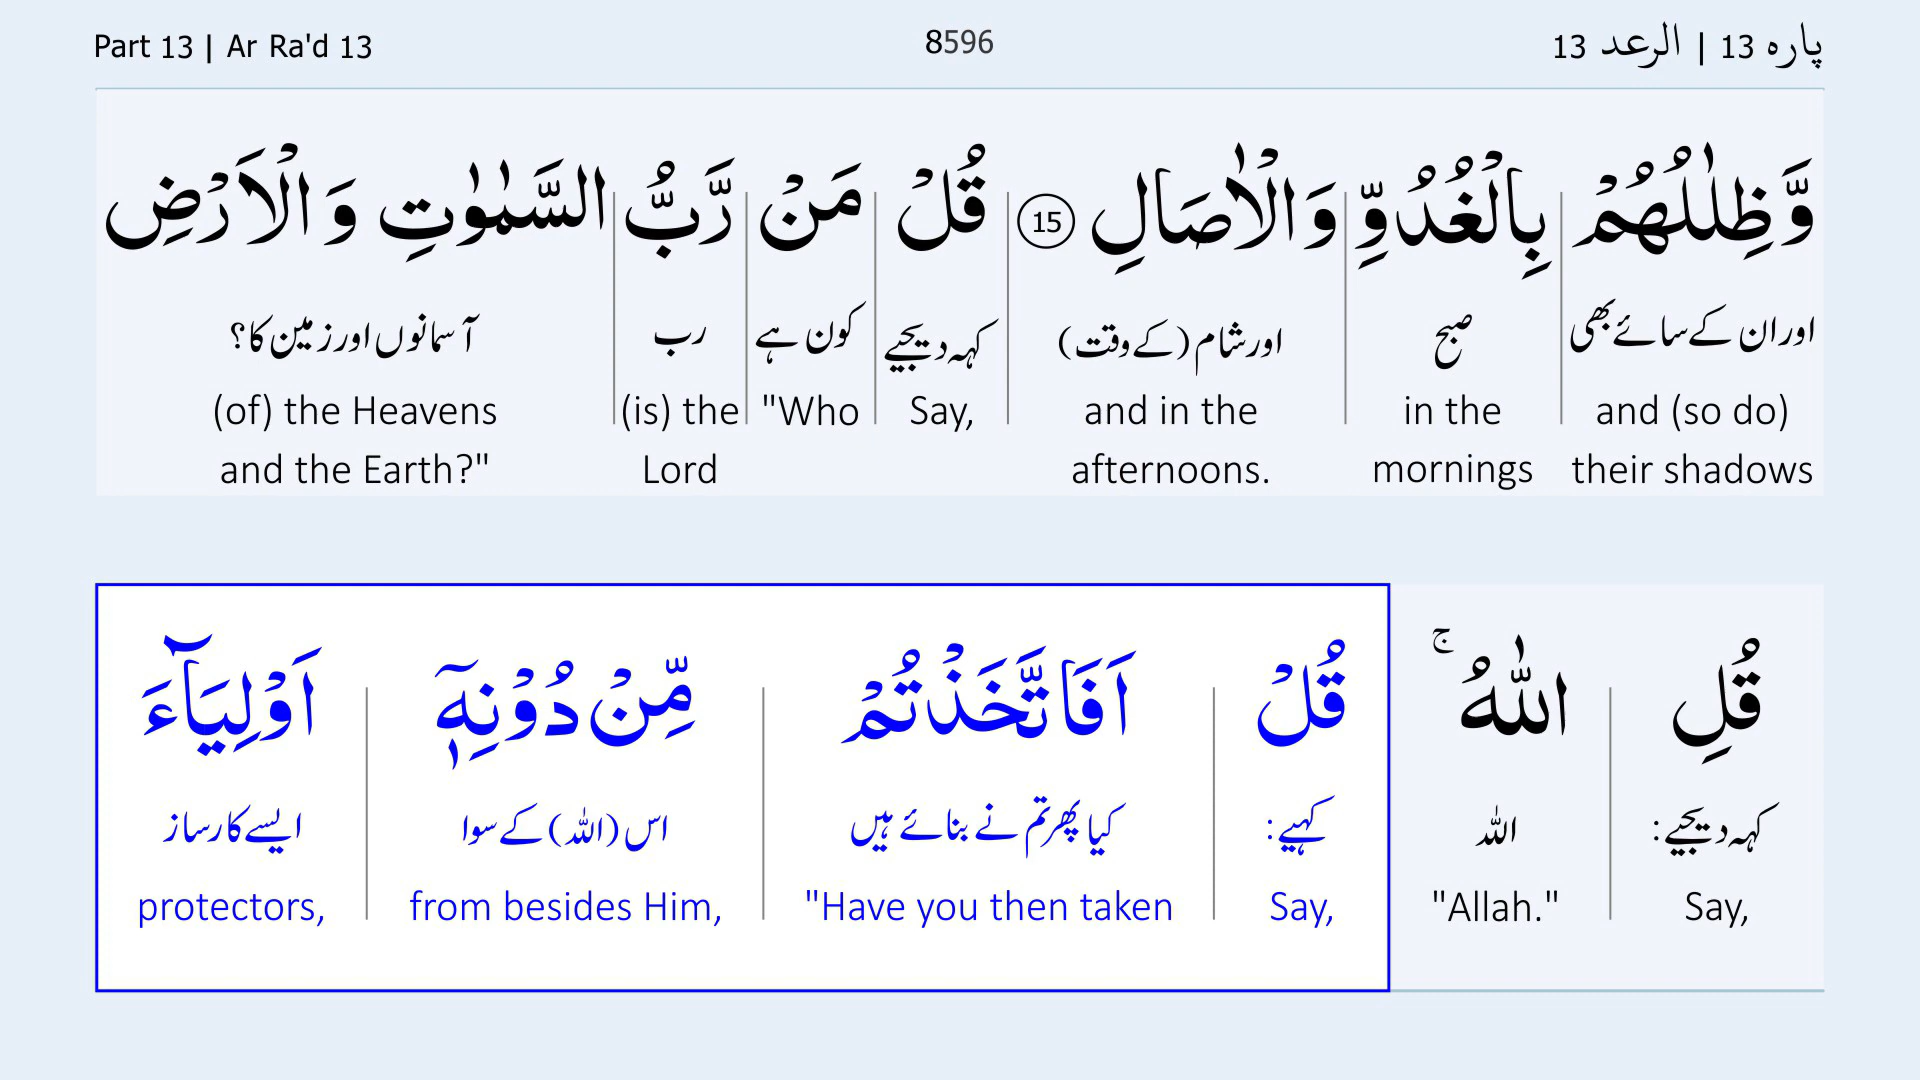 Part 13 | Ar Ra'd 13
8596
پارہ 13 | الرعد 13
وَّظِلٰلُهُمْ بِالْغُدُوِّ وَالْاٰصَالِ 15 قُلْ مَنْ رَّبُّ السَّمٰوٰتِ وَالْاَرْضِ
اور ان کے سائے بھی صبح اور شام (کے وقت) کہہ دیجیے کون ہے رب آسمانوں اور زمین کا؟
and (so do) in the and in the Say, "Who (is) the (of) the Heavens
their shadows mornings afternoons. Lord and the Earth?"
قُلِ اللّٰهُ ۚ قُلْ اَفَاتَّخَذْتُمْ مِّنْ دُوْنِهٖٓ اَوْلِيَآءَ
کہہ دیجیے: اللہ کہیے: کیا پھر تم نے بنائے ہیں اس (اللہ) کے سوا ایسے کارساز
Say, "Allah." Say, "Have you then taken from besides Him, protectors,